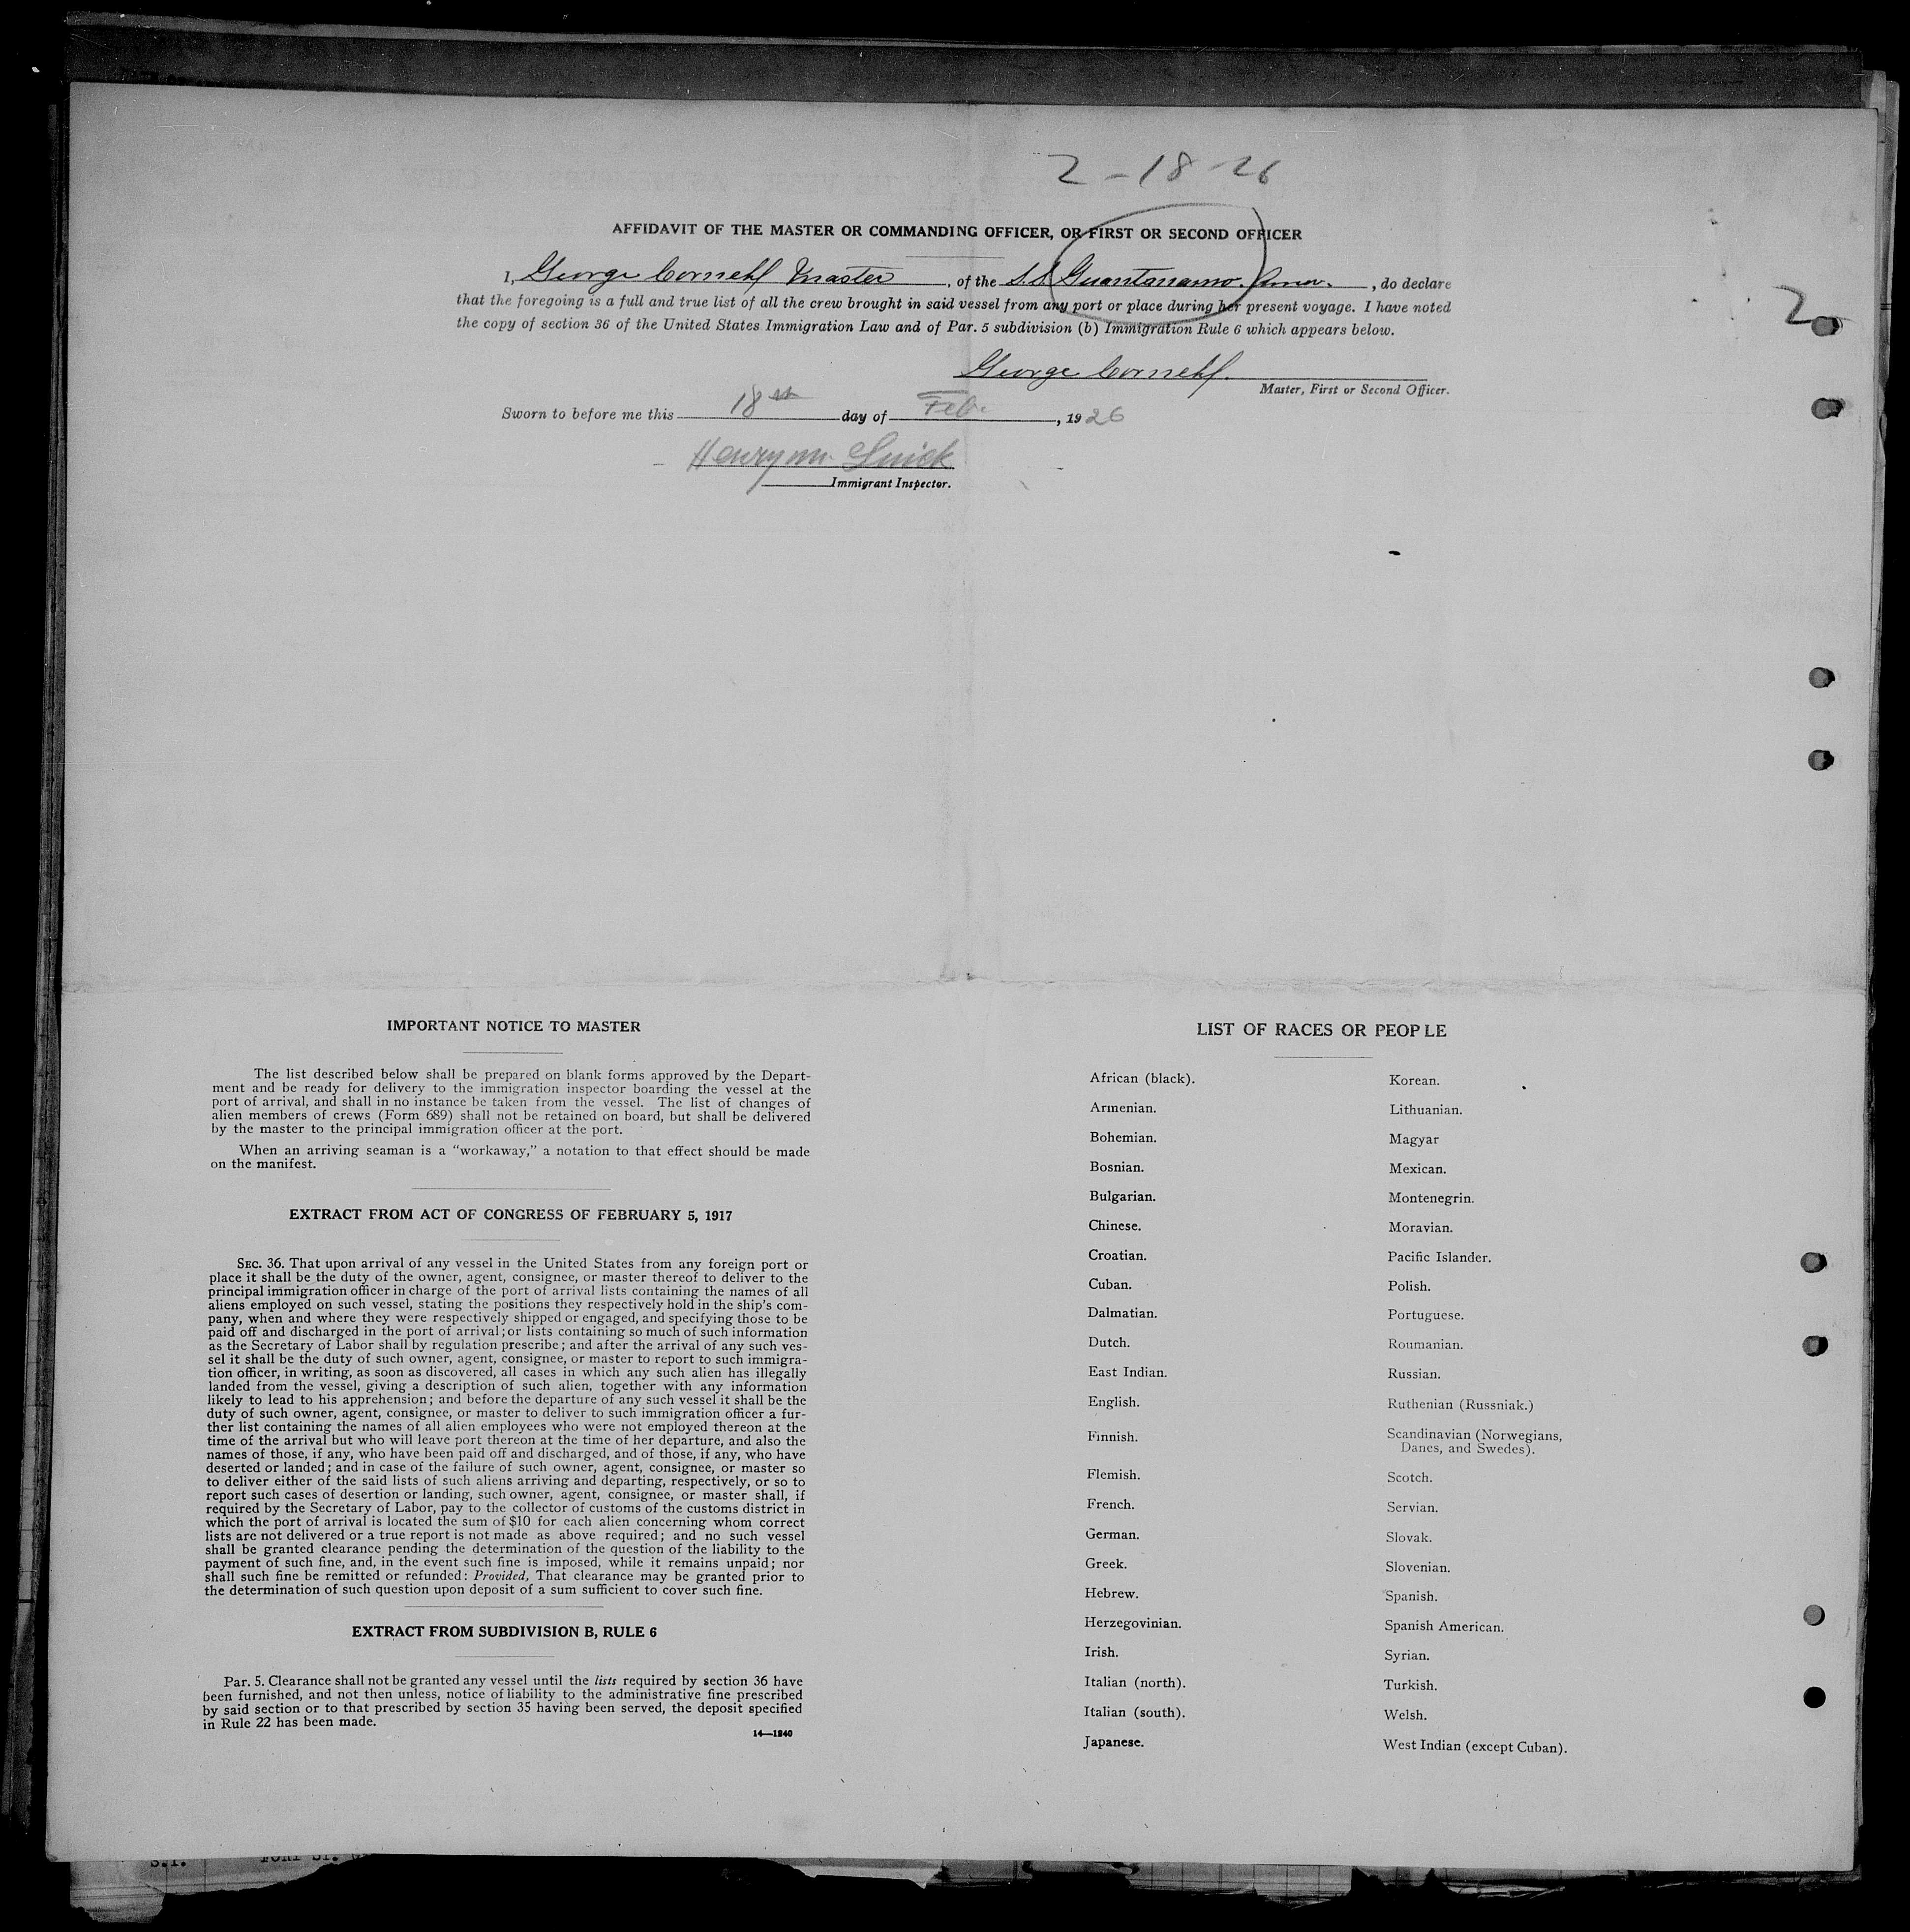 2-18-26
AFFIDAVIT OF THE MASTER OR COMMANDING OFFICER, OR FIRST OR SECOND OFFICER
I, George Cornehl Master, of the S.S. Guantanamo. Amer., do declare
that the foregoing is a full and true list of all the crew brought in said vessel from any port or place during her present voyage. I have noted
2
the copy of section 36 of the United States Immigration Law and of Par. 5 subdivision (b) Immigration Rule 6 which appears below.
George Cornehl.
Master, First or Second Officer.
Sworn to before me this 18th day of Feb., 1926
Henry M.
Immigrant Inspector.
IMPORTANT NOTICE TO MASTER
The list described below shall be prepared on blank forms approved by the Depart-
ment and be ready for delivery to the immigration inspector boarding the vessel at the
port of arrival, and shall in no instance be taken from the vessel. The list of changes of
alien members of crews (Form 689) shall not be retained on board, but shall be delivered
by the master to the principal immigration officer at the port.
When an arriving seaman is a "workaway," a notation to that effect should be made
on the manifest.
EXTRACT FROM ACT OF CONGRESS OF FEBRUARY 5, 1917
SEC. 36. That upon arrival of any vessel in the United States from any foreign port or
place it shall be the duty of the owner, agent, consignee, or master thereof to deliver to the
principal immigration officer in charge of the port of arrival lists containing the names of all
aliens employed on such vessel, stating the positions they respectively hold in the ship's com-
pany, when and where they were respectively shipped or engaged, and specifying those to be
paid off and discharged in the port of arrival; or lists containing so much of such information
as the Secretary of Labor shall by regulation prescribe; and after the arrival of any such ves-
sel it shall be the duty of such owner, agent, consignee, or master to report to such immigra-
tion officer, in writing, as soon as discovered, all cases in which any such alien has illegally
landed from the vessel, giving a description of such alien, together with any information
likely to lead to his apprehension; and before the departure of any such vessel it shall be the
duty of such owner, agent, consignee, or master to deliver to such immigration officer a fur-
ther list containing the names of all alien employees who were not employed thereon at the
time of the arrival but who will leave port thereon at the time of her departure, and also the
names of those, if any, who have been paid off and discharged, and of those, if any, who have
deserted or landed; and in case of the failure of such owner, agent, consignee, or master so
to deliver either of the said lists of such aliens arriving and departing, respectively, or so to
report such cases of desertion or landing, such owner, agent, consignee, or master shall, if
required by the Secretary of Labor, pay to the collector of customs of the customs district in
which the port of arrival is located the sum of $10 for each alien concerning whom correct
lists are not delivered or a true report is not made as above required; and no such vessel
shall be granted clearance pending the determination of the question of the liability to the
payment of such fine, and, in the event such fine is imposed, while it remains unpaid; nor
shall such fine be remitted or refunded: Provided, That clearance may be granted prior to
the determination of such question upon deposit of a sum sufficient to cover such fine.
EXTRACT FROM SUBDIVISION B, RULE 6
Par. 5. Clearance shall not be granted any vessel until the lists required by section 36 have
been furnished, and not then unless, notice of liability to the administrative fine prescribed
by said section or to that prescribed by section 35 having been served, the deposit specified
in Rule 22 has been made.
14—1240
LIST OF RACES OR PEOPLE
African (black).
Armenian.
Bohemian.
Bosnian.
Bulgarian.
Chinese.
Croatian.
Cuban.
Dalmatian.
Dutch.
East Indian.
English.
Finnish.
Flemish.
French.
German.
Greek.
Hebrew.
Herzegovinian.
Irish.
Italian (north).
Italian (south).
Japanese.
Korean.
Lithuanian.
Magyar
Mexican.
Montenegrin.
Moravian.
Pacific Islander.
Polish.
Portuguese.
Roumanian.
Russian.
Ruthenian (Russniak.)
Scandinavian (Norwegians,
Danes, and Swedes).
Scotch.
Servian.
Slovak.
Slovenian.
Spanish.
Spanish American.
Syrian.
Turkish.
Welsh.
West Indian (except Cuban).
S.I.